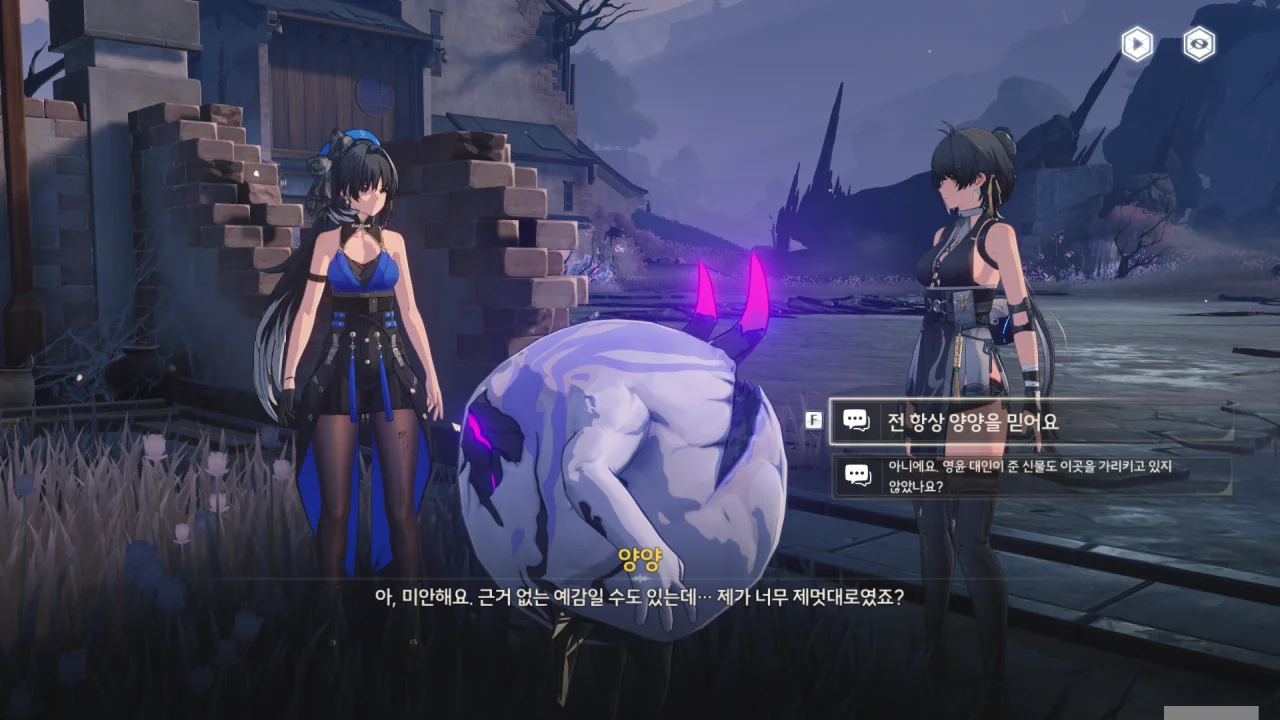 F
전 항상 양양을 믿어요
아니에요. 영윤 대인이 준 신물도 이곳을 가리키고 있지
않았나요?
양양
아, 미안해요. 근거 없는 예감일 수도 있는데… 제가 너무 제멋대로였죠?